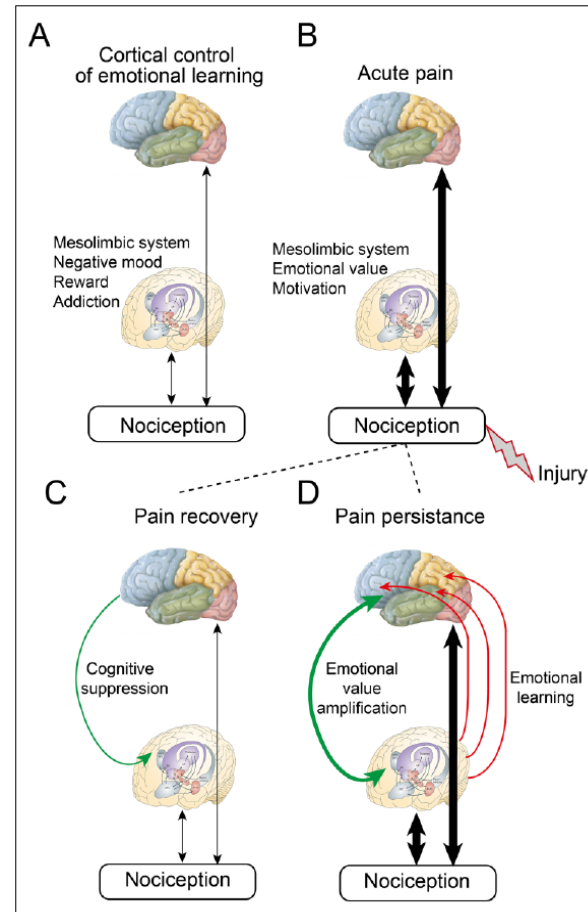 A
Cortical control
of emotional learning
Mesolimbic system
Negative mood
Reward
Addiction
Nociception
B
Acute pain
Mesolimbic system
Emotional value
Motivation
Nociception
Injury
C
Pain recovery
Cognitive
suppression
Nociception
D
Pain persistance
Emotional
value
amplification
Emotional
learning
Nociception